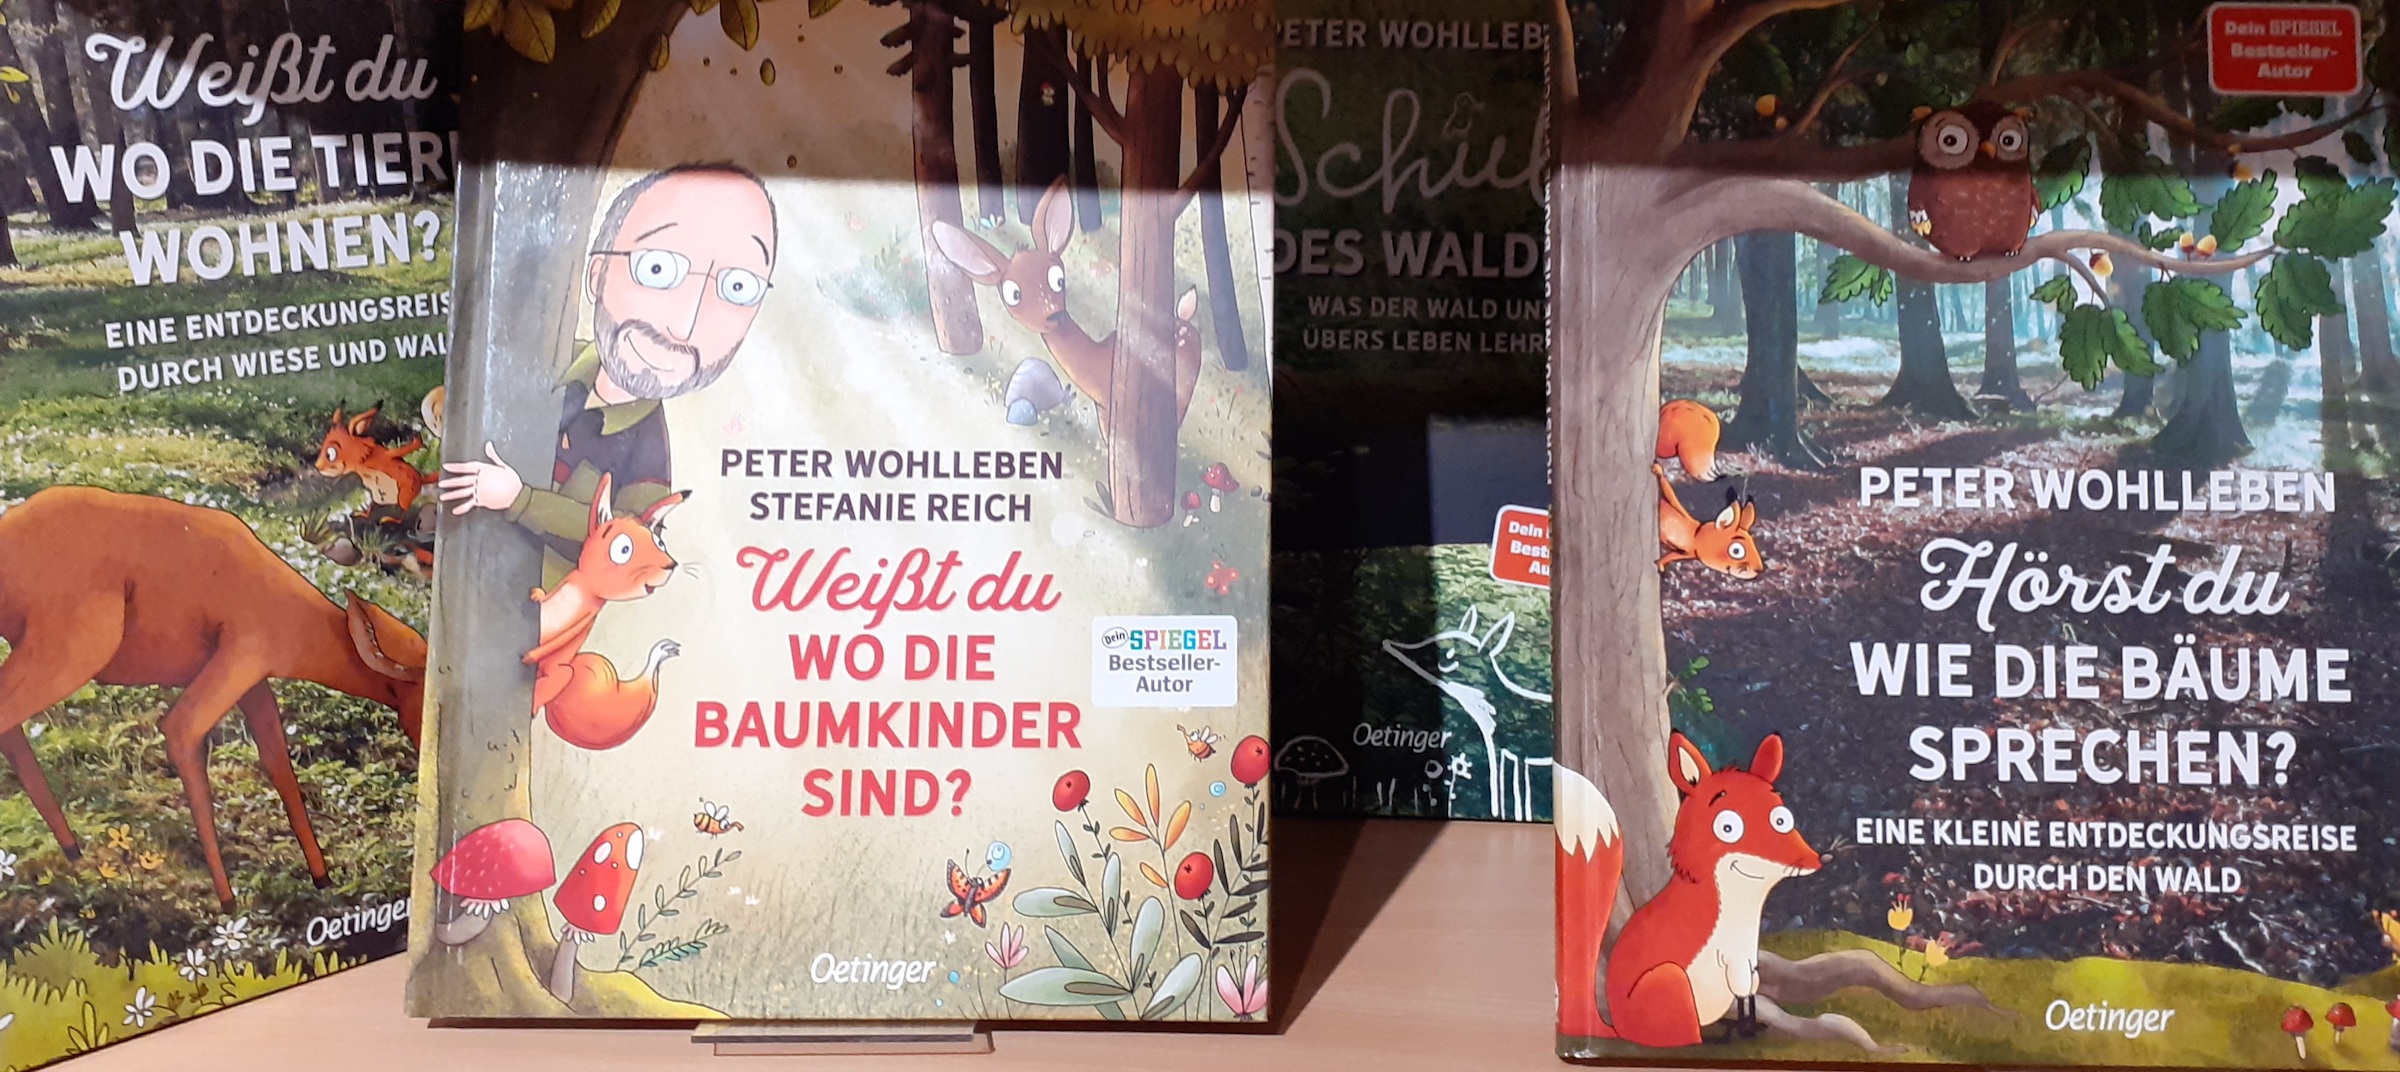 Weißt du
WO DIE TIER
WOHNEN?
EINE ENTDECKUNGSREIS
DURCH WIESE UND WAL
Oetinger
PETER WOHLLEBEN
STEFANIE REICH
Weißt du
WO DIE
BAUMKINDER
SIND?
Dein SPIEGEL
Bestseller-
Autor
Oetinger
PETER WOHLLEB
Schul
DES WALD
WAS DER WALD UN
ÜBERS LEBEN LEHR
Dein
Best
Au
Oetinger
Dein SPIEGEL
Bestseller-
Autor
PETER WOHLLEBEN
Hörst du
WIE DIE BÄUME
SPRECHEN?
EINE KLEINE ENTDECKUNGSREISE
DURCH DEN WALD
Oetinger